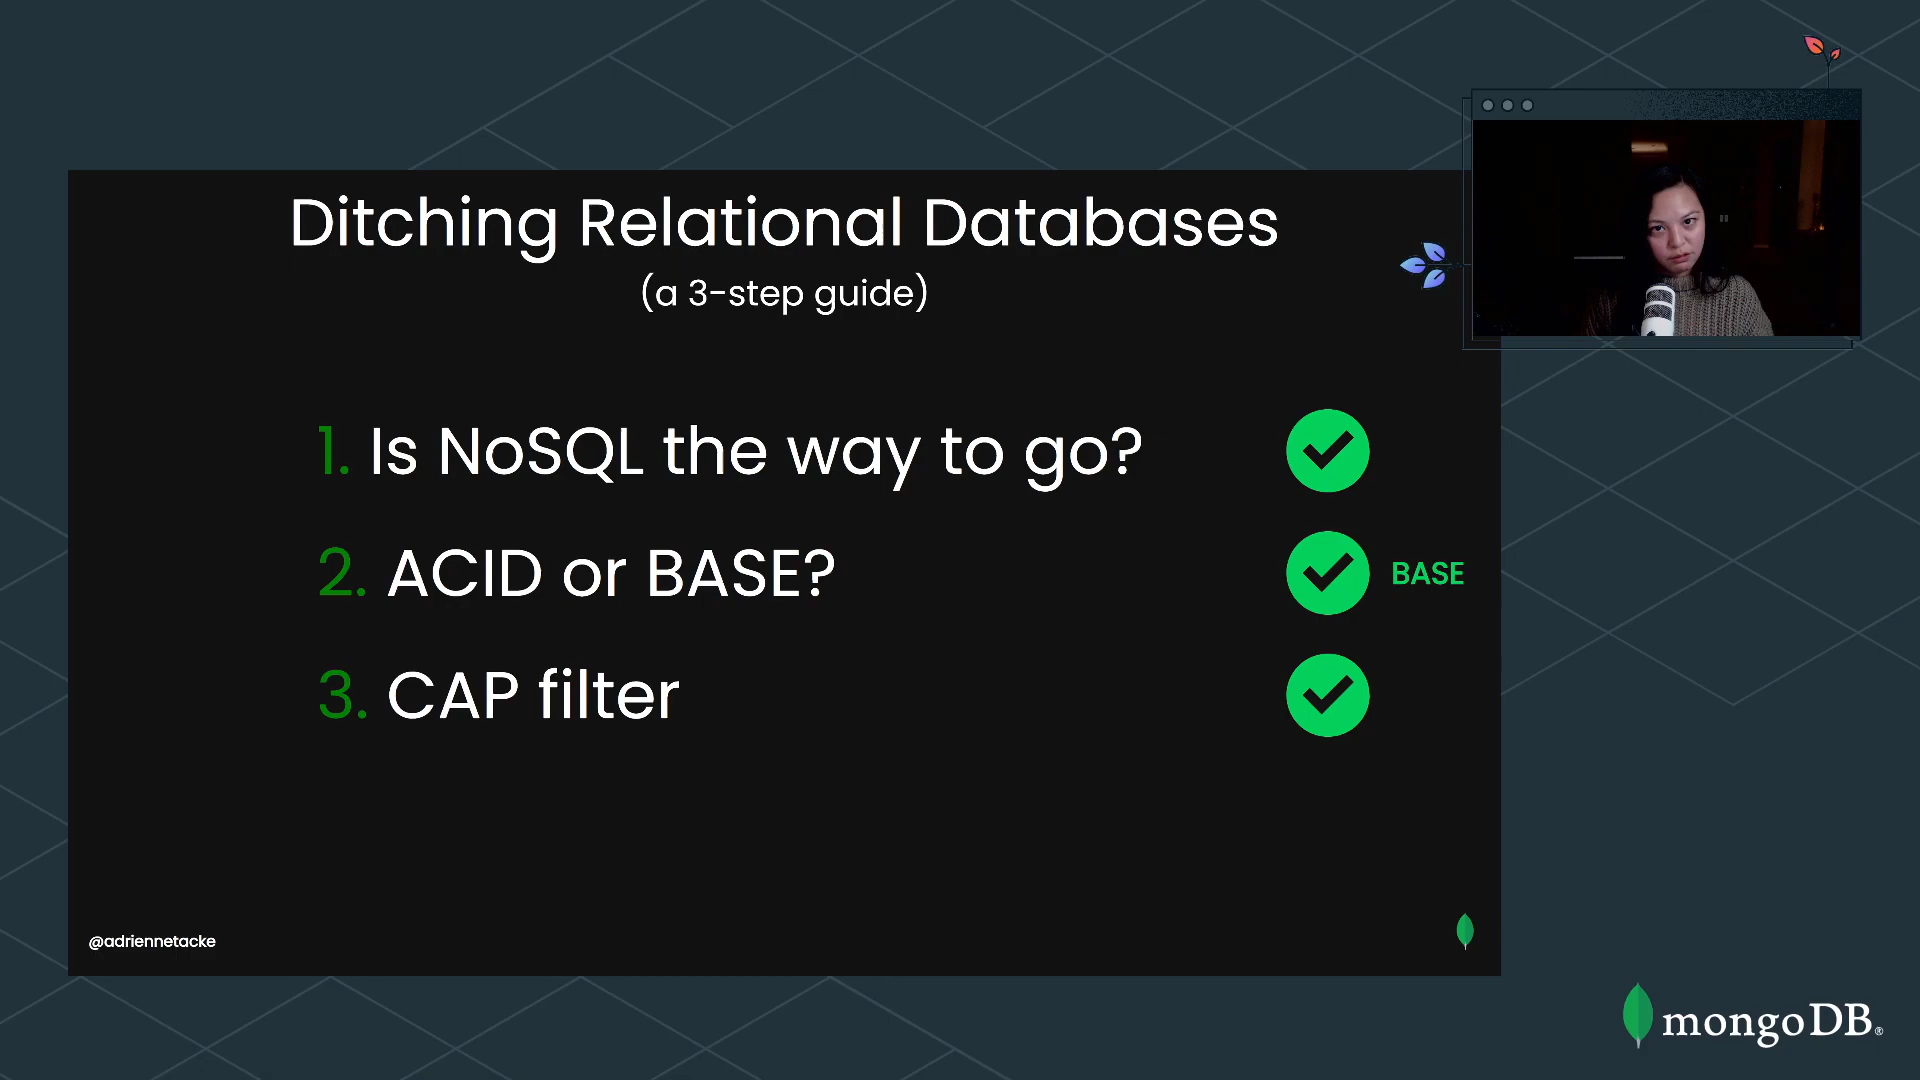 Ditching Relational Databases
(a 3-step guide)
1. Is NoSQL the way to go?
2. ACID or BASE?
BASE
3. CAP filter
@adriennetacke
mongoDB®